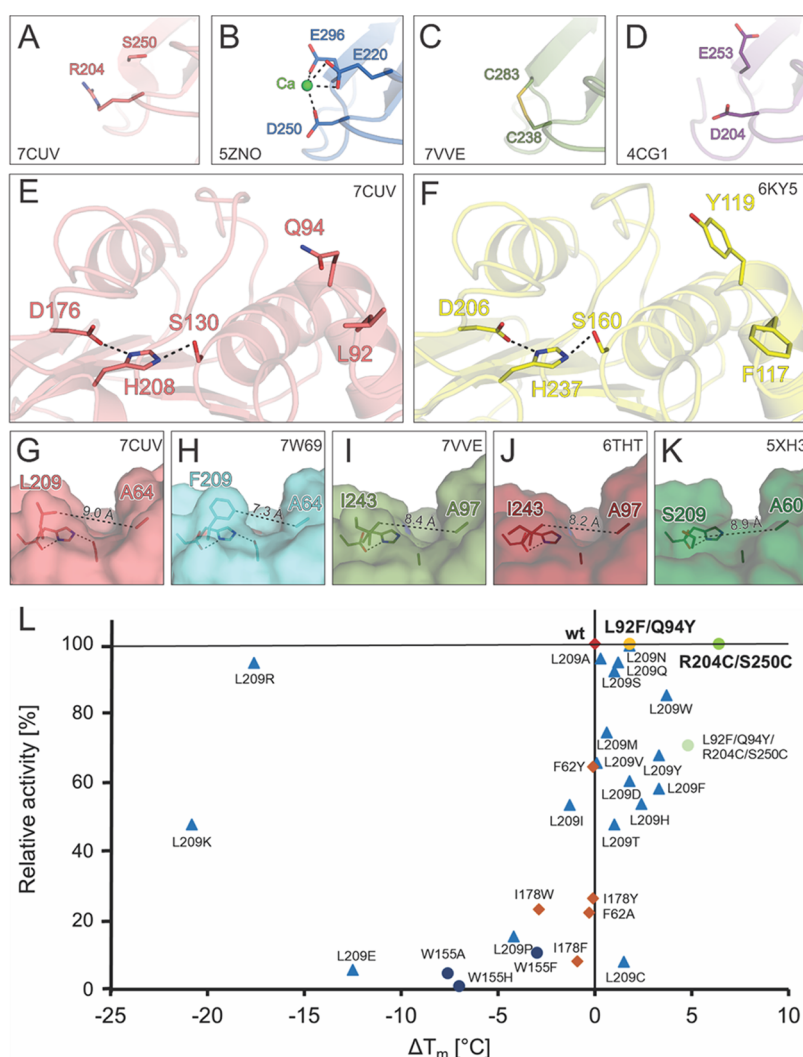 A
S250
R204
7CUV
B
E296
E220
Ca
D250
5ZNO
C
C283
C238
7VVE
D
E253
D204
4CG1
E
7CUV
Q94
D176
S130
L92
H208
F
6KY5
Y119
D206
S160
F117
H237
G
7CUV
L209
9.0 Å
A64
H
7W69
F209
7.3 Å
A64
I
7VVE
I243
8.4 Å
A97
J
6THT
I243
8.2 Å
A97
K
5XH3
S209
8.9 Å
A60
L
wt
L92F/Q94Y
100
L209R
L209A
L209N
L209Q
R204C/S250C
L209S
L209W
80
L209M
L92F/Q94Y/
R204C/S250C
F62Y
L209V
L209Y
60
L209D
L209F
L209I
L209H
L209K
L209T
40
I178W
I178Y
F62A
20
L209P
I178F
L209E
W155A
W155F
W155H
L209C
0
Relative activity [%]
-25
-20
-15
-10
-5
0
5
10
ΔTm [°C]